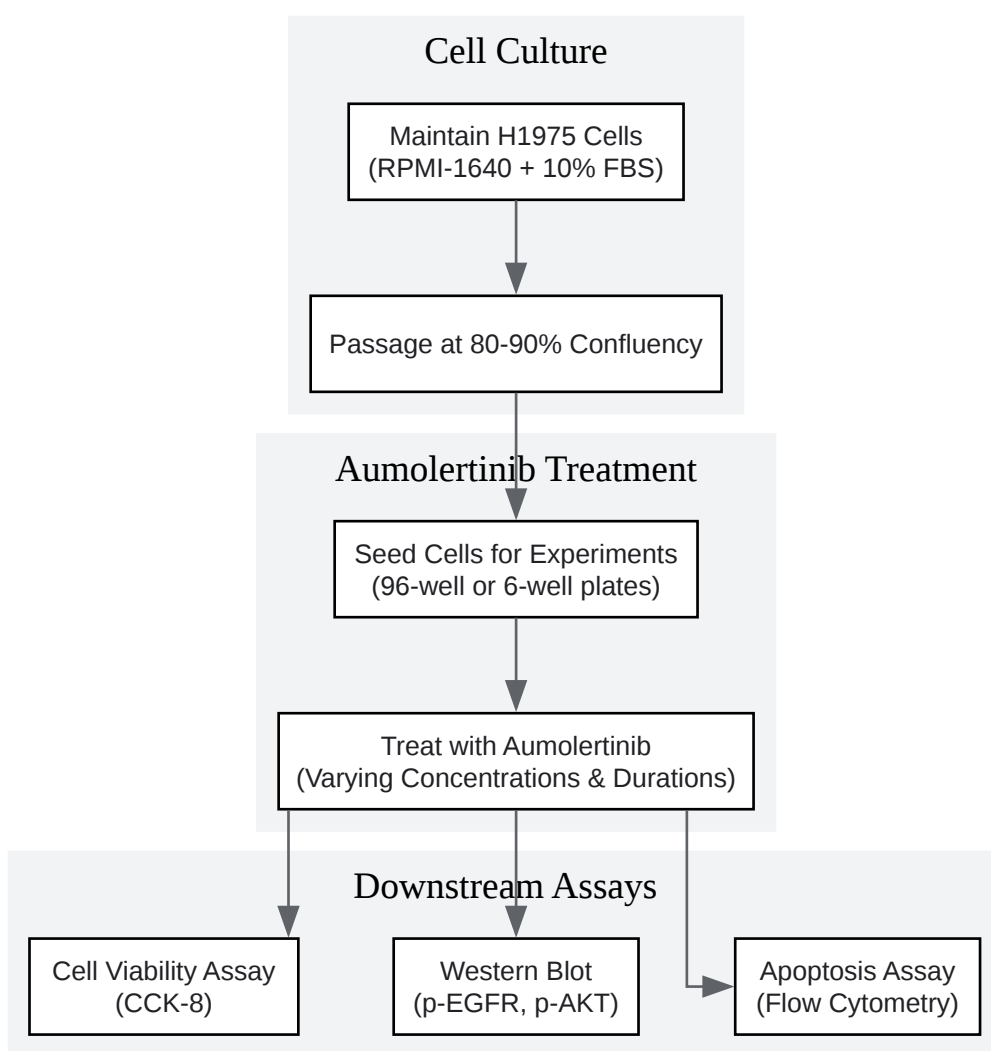 Cell Culture
Maintain H1975 Cells
(RPMI-1640 + 10% FBS)
Passage at 80-90% Confluency
Aumolertinib Treatment
Seed Cells for Experiments
(96-well or 6-well plates)
Treat with Aumolertinib
(Varying Concentrations & Durations)
Downstream Assays
Cell Viability Assay
(CCK-8)
Western Blot
(p-EGFR, p-AKT)
Apoptosis Assay
(Flow Cytometry)